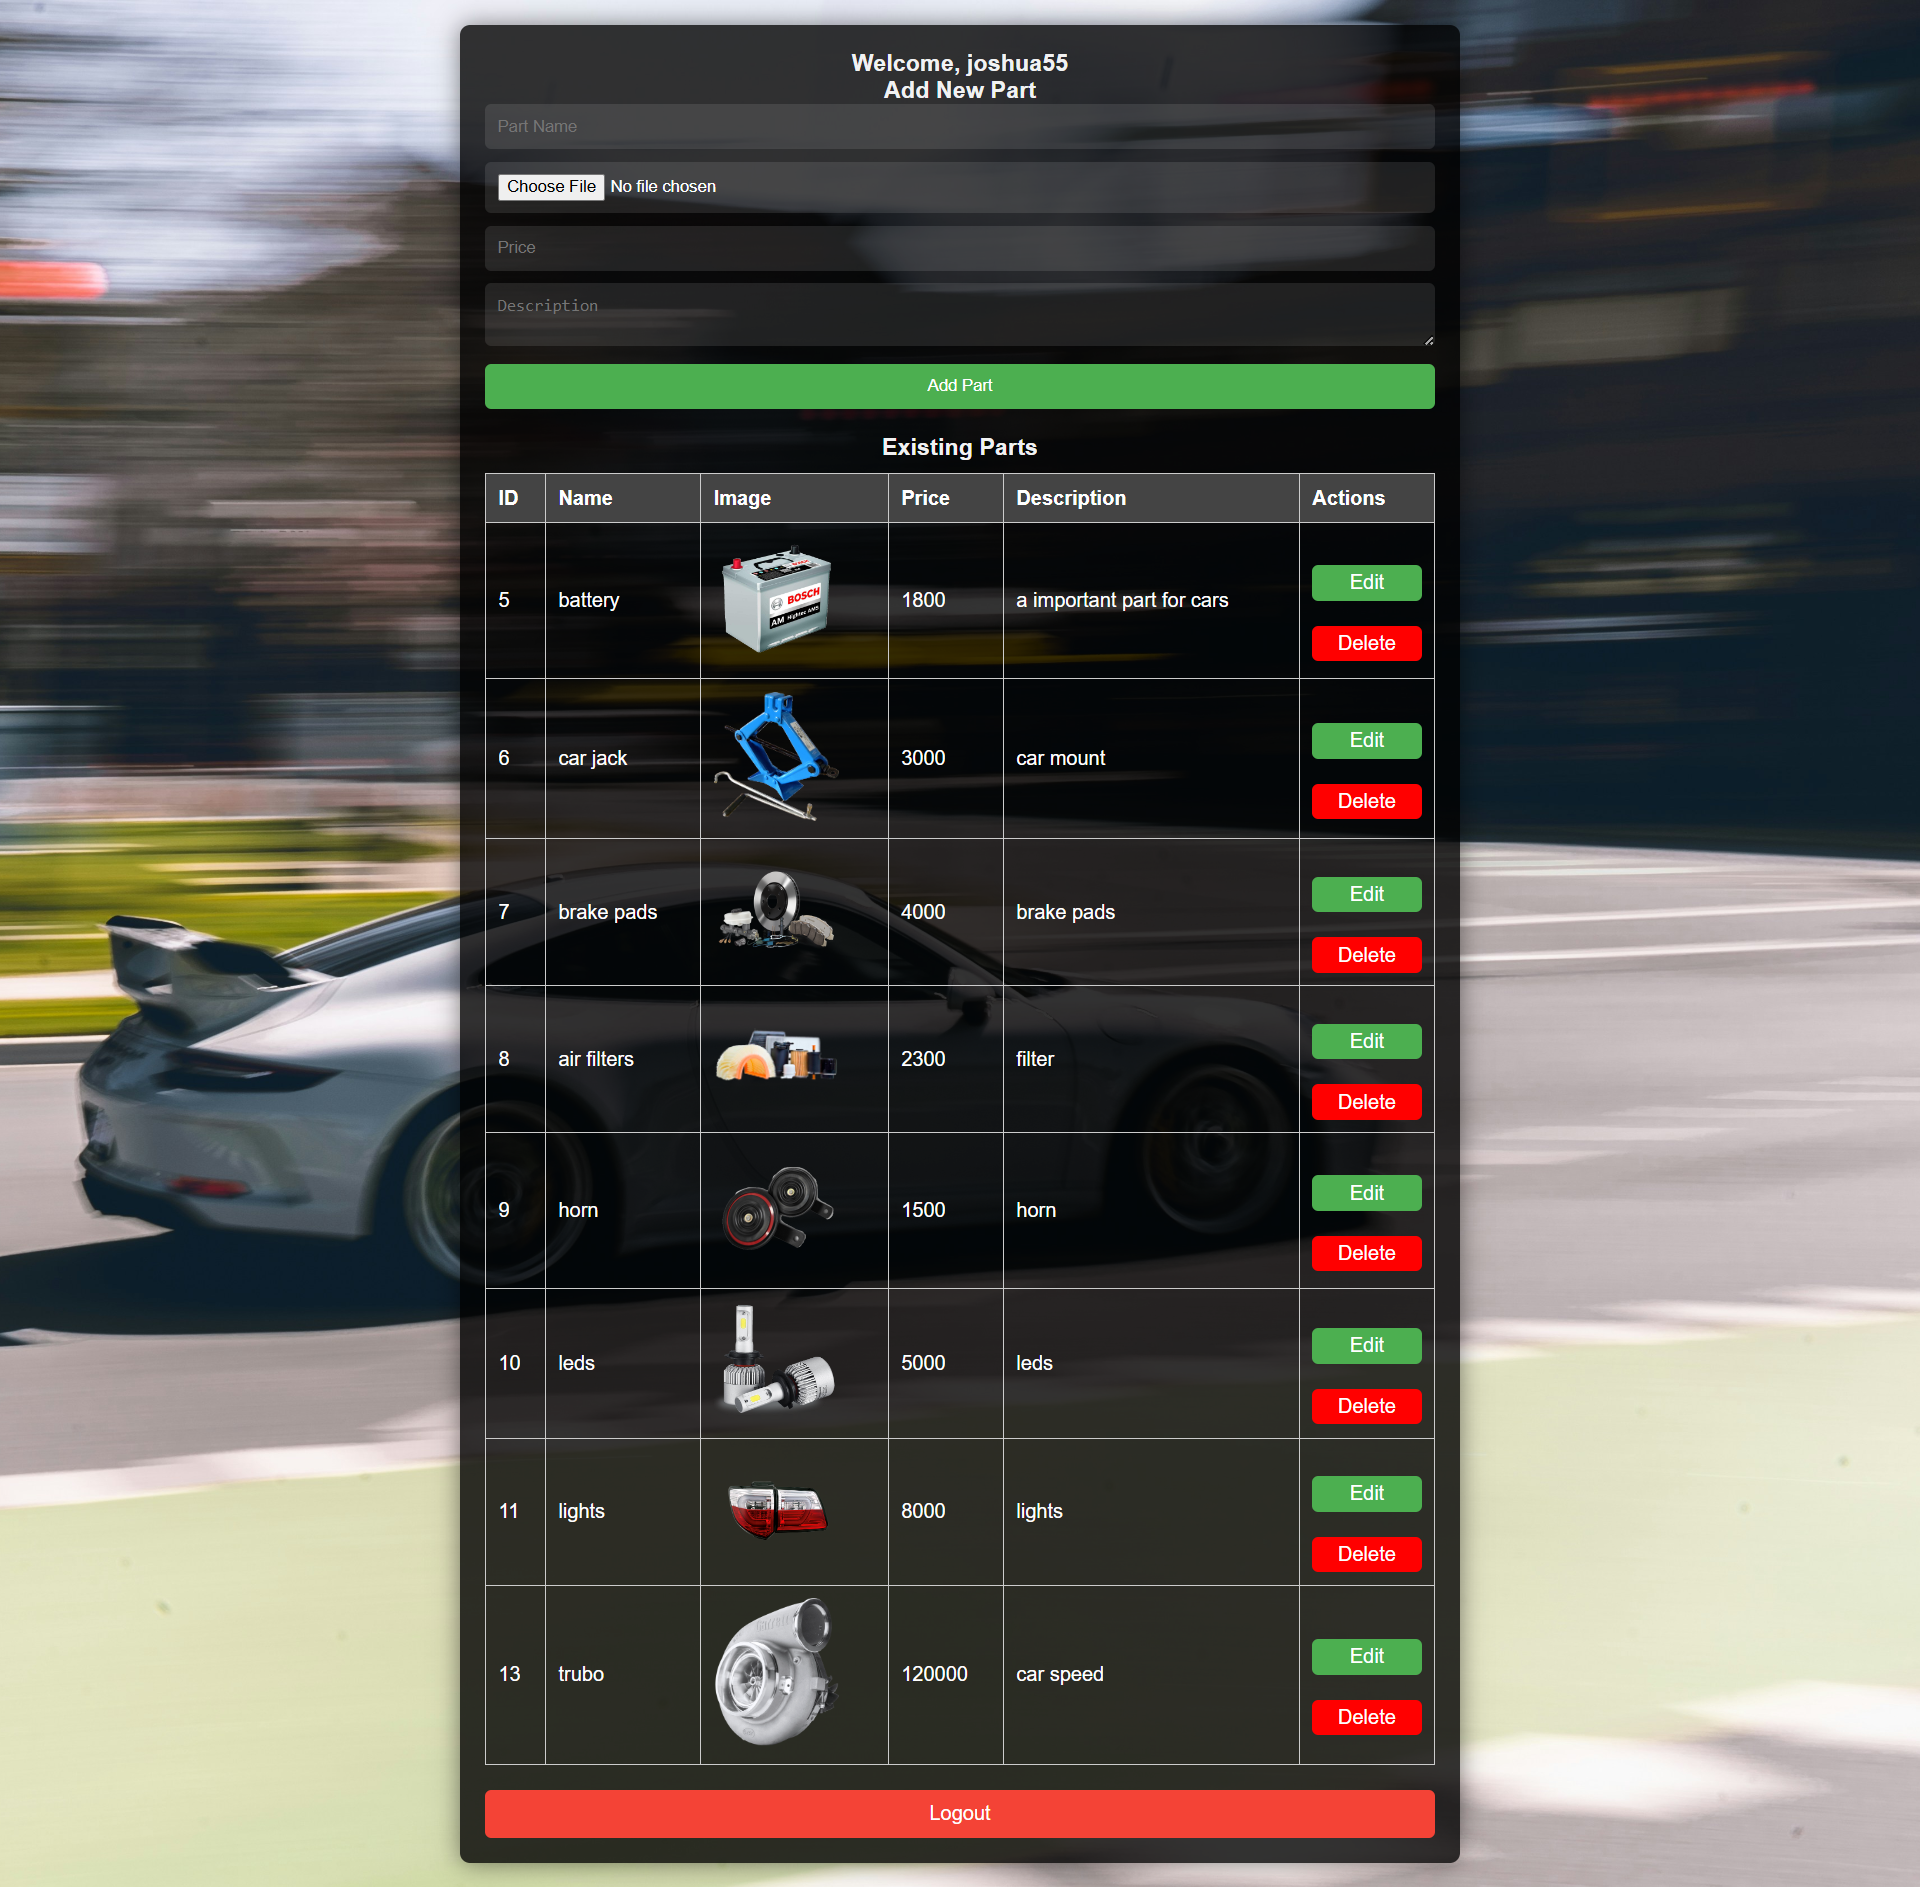 Welcome, joshua55
Add New Part
Part Name
Choose File No file chosen
Price
Description
Add Part
Existing Parts
ID Name Image Price Description Actions
5 battery BOSCH AM Hightec AMS 1800 a important part for cars Edit
Delete
6 car jack 3000 car mount Edit
Delete
7 brake pads 4000 brake pads Edit
Delete
8 air filters 2300 filter Edit
Delete
9 horn 1500 horn Edit
Delete
10 leds 5000 leds Edit
Delete
11 lights 8000 lights Edit
Delete
13 trubo 120000 car speed Edit
Delete
Logout